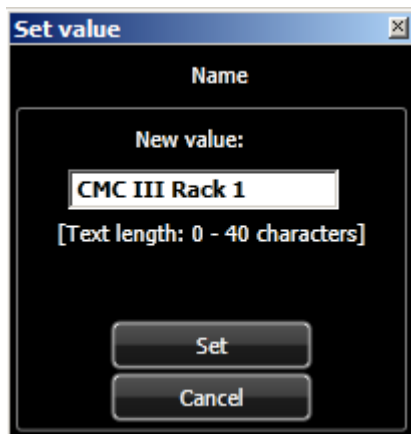 Set value
Name
New value:
CMC III Rack 1
[Text length: 0 - 40 characters]
Set
Cancel